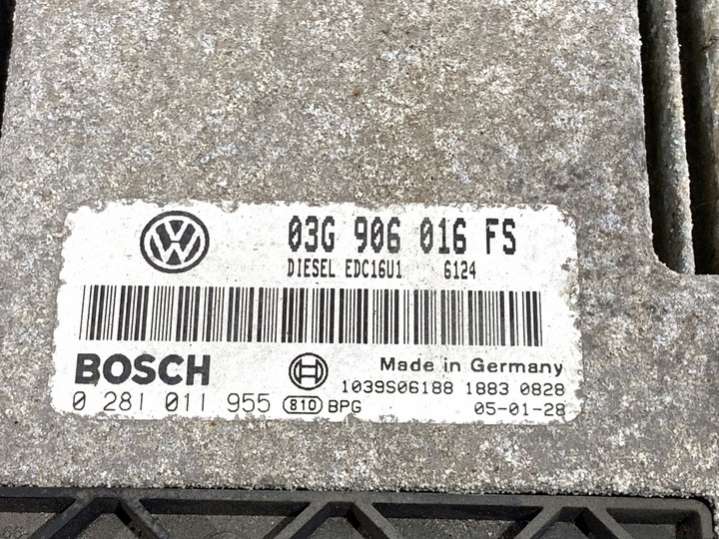 03G 906 016 FS
DIESEL EDC16U1 6124
BOSCH
Made in Germany
1039S06188 1883 0828
0 281 011 955 810 BPG 05-01-28